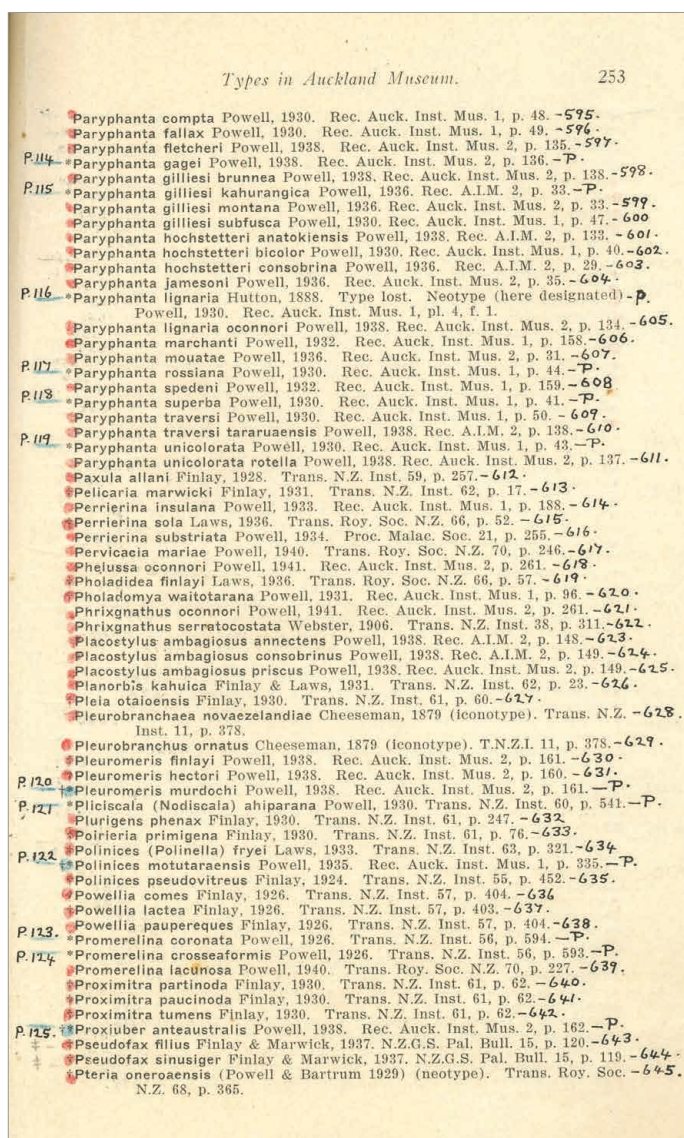 Types in Auckland Museum. 253
*Paryphanta compta Powell, 1930. Rec. Auck. Inst. Mus. 1, p. 48. -595.
*Paryphanta fallax Powell, 1930. Rec. Auck. Inst. Mus. 1, p. 49. -596.
*Paryphanta fletcheri Powell, 1938. Rec. Auck. Inst. Mus. 2, p. 135. -597.
P.114 *Paryphanta gagei Powell, 1938. Rec. Auck. Inst. Mus. 2, p. 136. -P.
*Paryphanta gilliesi brunnea Powell, 1938. Rec. Auck. Inst. Mus. 2, p. 138. -598.
P.115 *Paryphanta gilliesi kahurangica Powell, 1936. Rec. A.I.M. 2, p. 33. -P.
*Paryphanta gilliesi montana Powell, 1936. Rec. Auck. Inst. Mus. 2, p. 33. -599.
*Paryphanta gilliesi subfusca Powell, 1930. Rec. Auck. Inst. Mus. 1, p. 47. -600
*Paryphanta hochstetteri anatokiensis Powell, 1938. Rec. A.I.M. 2, p. 133. -601.
*Paryphanta hochstetteri bicolor Powell, 1930. Rec. Auck. Inst. Mus. 1, p. 40. -602.
*Paryphanta hochstetteri consobrina Powell, 1936. Rec. A.I.M. 2, p. 29. -603.
*Paryphanta jamesoni Powell, 1936. Rec. Auck. Inst. Mus. 2, p. 35. -604.
P.116 *Paryphanta lignaria Hutton, 1888. Type lost. Neotype (here designated) -P.
Powell, 1930. Rec. Auck. Inst. Mus. 1, pl. 4, f. 1.
*Paryphanta lignaria oconnori Powell, 1938. Rec. Auck. Inst. Mus. 2, p. 134. -605.
*Paryphanta marchanti Powell, 1932. Rec. Auck. Inst. Mus. 1, p. 158. -606.
*Paryphanta mouatae Powell, 1936. Rec. Auck. Inst. Mus. 2, p. 31. -607.
P.117 *Paryphanta rossiana Powell, 1930. Rec. Auck. Inst. Mus. 1, p. 44. -P.
*Paryphanta spedeni Powell, 1932. Rec. Auck. Inst. Mus. 1, p. 159. -608
P.118 *Paryphanta superba Powell, 1930. Rec. Auck. Inst. Mus. 1, p. 41. -P.
*Paryphanta traversi Powell, 1930. Rec. Auck. Inst. Mus. 1, p. 50. -609.
*Paryphanta traversi tararuaensis Powell, 1938. Rec. A.I.M. 2, p. 138. -610.
P.119 *Paryphanta unicolorata Powell, 1930. Rec. Auck. Inst. Mus. 1, p. 43. -P.
*Paryphanta unicolorata rotella Powell, 1938. Rec. Auck. Inst. Mus. 2, p. 137. -611.
*Paxula allani Finlay, 1928. Trans. N.Z. Inst. 59, p. 257. -612.
†Pelicaria marwicki Finlay, 1931. Trans. N.Z. Inst. 62, p. 17. -613.
*Perrierina insulana Powell, 1933. Rec. Auck. Inst. Mus. 1, p. 188. -614.
†Perrierina sola Laws, 1936. Trans. Roy. Soc. N.Z. 66, p. 52. -615.
*Perrierina substriata Powell, 1934. Proc. Malac. Soc. 21, p. 255. -616.
*Pervicacia mariae Powell, 1940. Trans. Roy. Soc. N.Z. 70, p. 246. -617.
*Phelussa oconnori Powell, 1941. Rec. Auck. Inst. Mus. 2, p. 261. -618.
†Pholadidea finlayi Laws, 1936. Trans. Roy. Soc. N.Z. 66, p. 57. -619.
†Pholadomya waitotarana Powell, 1931. Rec. Auck. Inst. Mus. 1, p. 96. -620.
*Phrixgnathus oconnori Powell, 1941. Rec. Auck. Inst. Mus. 2, p. 261. -621.
*Phrixgnathus serratocostata Webster, 1906. Trans. N.Z. Inst. 38, p. 311. -622.
*Placostylus ambagiosus annectens Powell, 1938. Rec. A.I.M. 2, p. 148. -623.
*Placostylus ambagiosus consobrinus Powell, 1938. Rec. A.I.M. 2, p. 149. -624.
*Placostylus ambagiosus priscus Powell, 1938. Rec. Auck. Inst. Mus. 2, p. 149. -625.
*Planorbis kahuica Finlay & Laws, 1931. Trans. N.Z. Inst. 62, p. 23. -626.
†Pleia otaioensis Finlay, 1930. Trans. N.Z. Inst. 61, p. 60. -627.
*Pleurobranchaea novaezelandiae Cheeseman, 1879 (iconotype). Trans. N.Z. -628.
Inst. 11, p. 378.
*Pleurobranchus ornatus Cheeseman, 1879 (iconotype). T.N.Z.I. 11, p. 378. -629.
†Pleuromeris finlayi Powell, 1938. Rec. Auck. Inst. Mus. 2, p. 161. -630.
†Pleuromeris hectori Powell, 1938. Rec. Auck. Inst. Mus. 2, p. 160. -631.
P.120 †*Pleuromeris murdochi Powell, 1938. Rec. Auck. Inst. Mus. 2, p. 161. -P.
P.121 *Pliciscala (Nodiscala) ahiparana Powell, 1930. Trans. N.Z. Inst. 60, p. 541. -P.
*Plurigens phenax Finlay, 1930. Trans. N.Z. Inst. 61, p. 247. -632
†Poirieria primigena Finlay, 1930. Trans. N.Z. Inst. 61, p. 76. -633.
†Polinices (Polinella) fryei Laws, 1933. Trans. N.Z. Inst. 63, p. 321. -634
P.122 †*Polinices motutaraensis Powell, 1935. Rec. Auck. Inst. Mus. 1, p. 335. -P.
†Polinices pseudovitreus Finlay, 1924. Trans. N.Z. Inst. 55, p. 452. -635.
*Powellia comes Finlay, 1926. Trans. N.Z. Inst. 57, p. 404. -636
†Powellia lactea Finlay, 1926. Trans. N.Z. Inst. 57, p. 403. -637.
*Powellia paupereques Finlay, 1926. Trans. N.Z. Inst. 57, p. 404. -638.
P.123. *Promerelina coronata Powell, 1926. Trans. N.Z. Inst. 56, p. 594. -P.
P.124 *Promerelina crosseaformis Powell, 1926. Trans. N.Z. Inst. 56, p. 593. -P.
*Promerelina lacunosa Powell, 1940. Trans. Roy. Soc. N.Z. 70, p. 227. -639.
†Proximitra partinoda Finlay, 1930. Trans. N.Z. Inst. 61, p. 62. -640.
†Proximitra paucinoda Finlay, 1930. Trans. N.Z. Inst. 61, p. 62. -641.
†Proximitra tumens Finlay, 1930. Trans. N.Z. Inst. 61, p. 62. -642.
P.125. †*Proxiuber anteaustralis Powell, 1938. Rec. Auck. Inst. Mus. 2, p. 162. -P.
‡ †Pseudofax filius Finlay & Marwick, 1937. N.Z.G.S. Pal. Bull. 15, p. 120. -643.
‡ †Pseudofax sinusiger Finlay & Marwick, 1937. N.Z.G.S. Pal. Bull. 15, p. 119. -644.
†Pteria oneroaensis (Powell & Bartrum 1929) (neotype). Trans. Roy. Soc. -645.
N.Z. 68, p. 365.